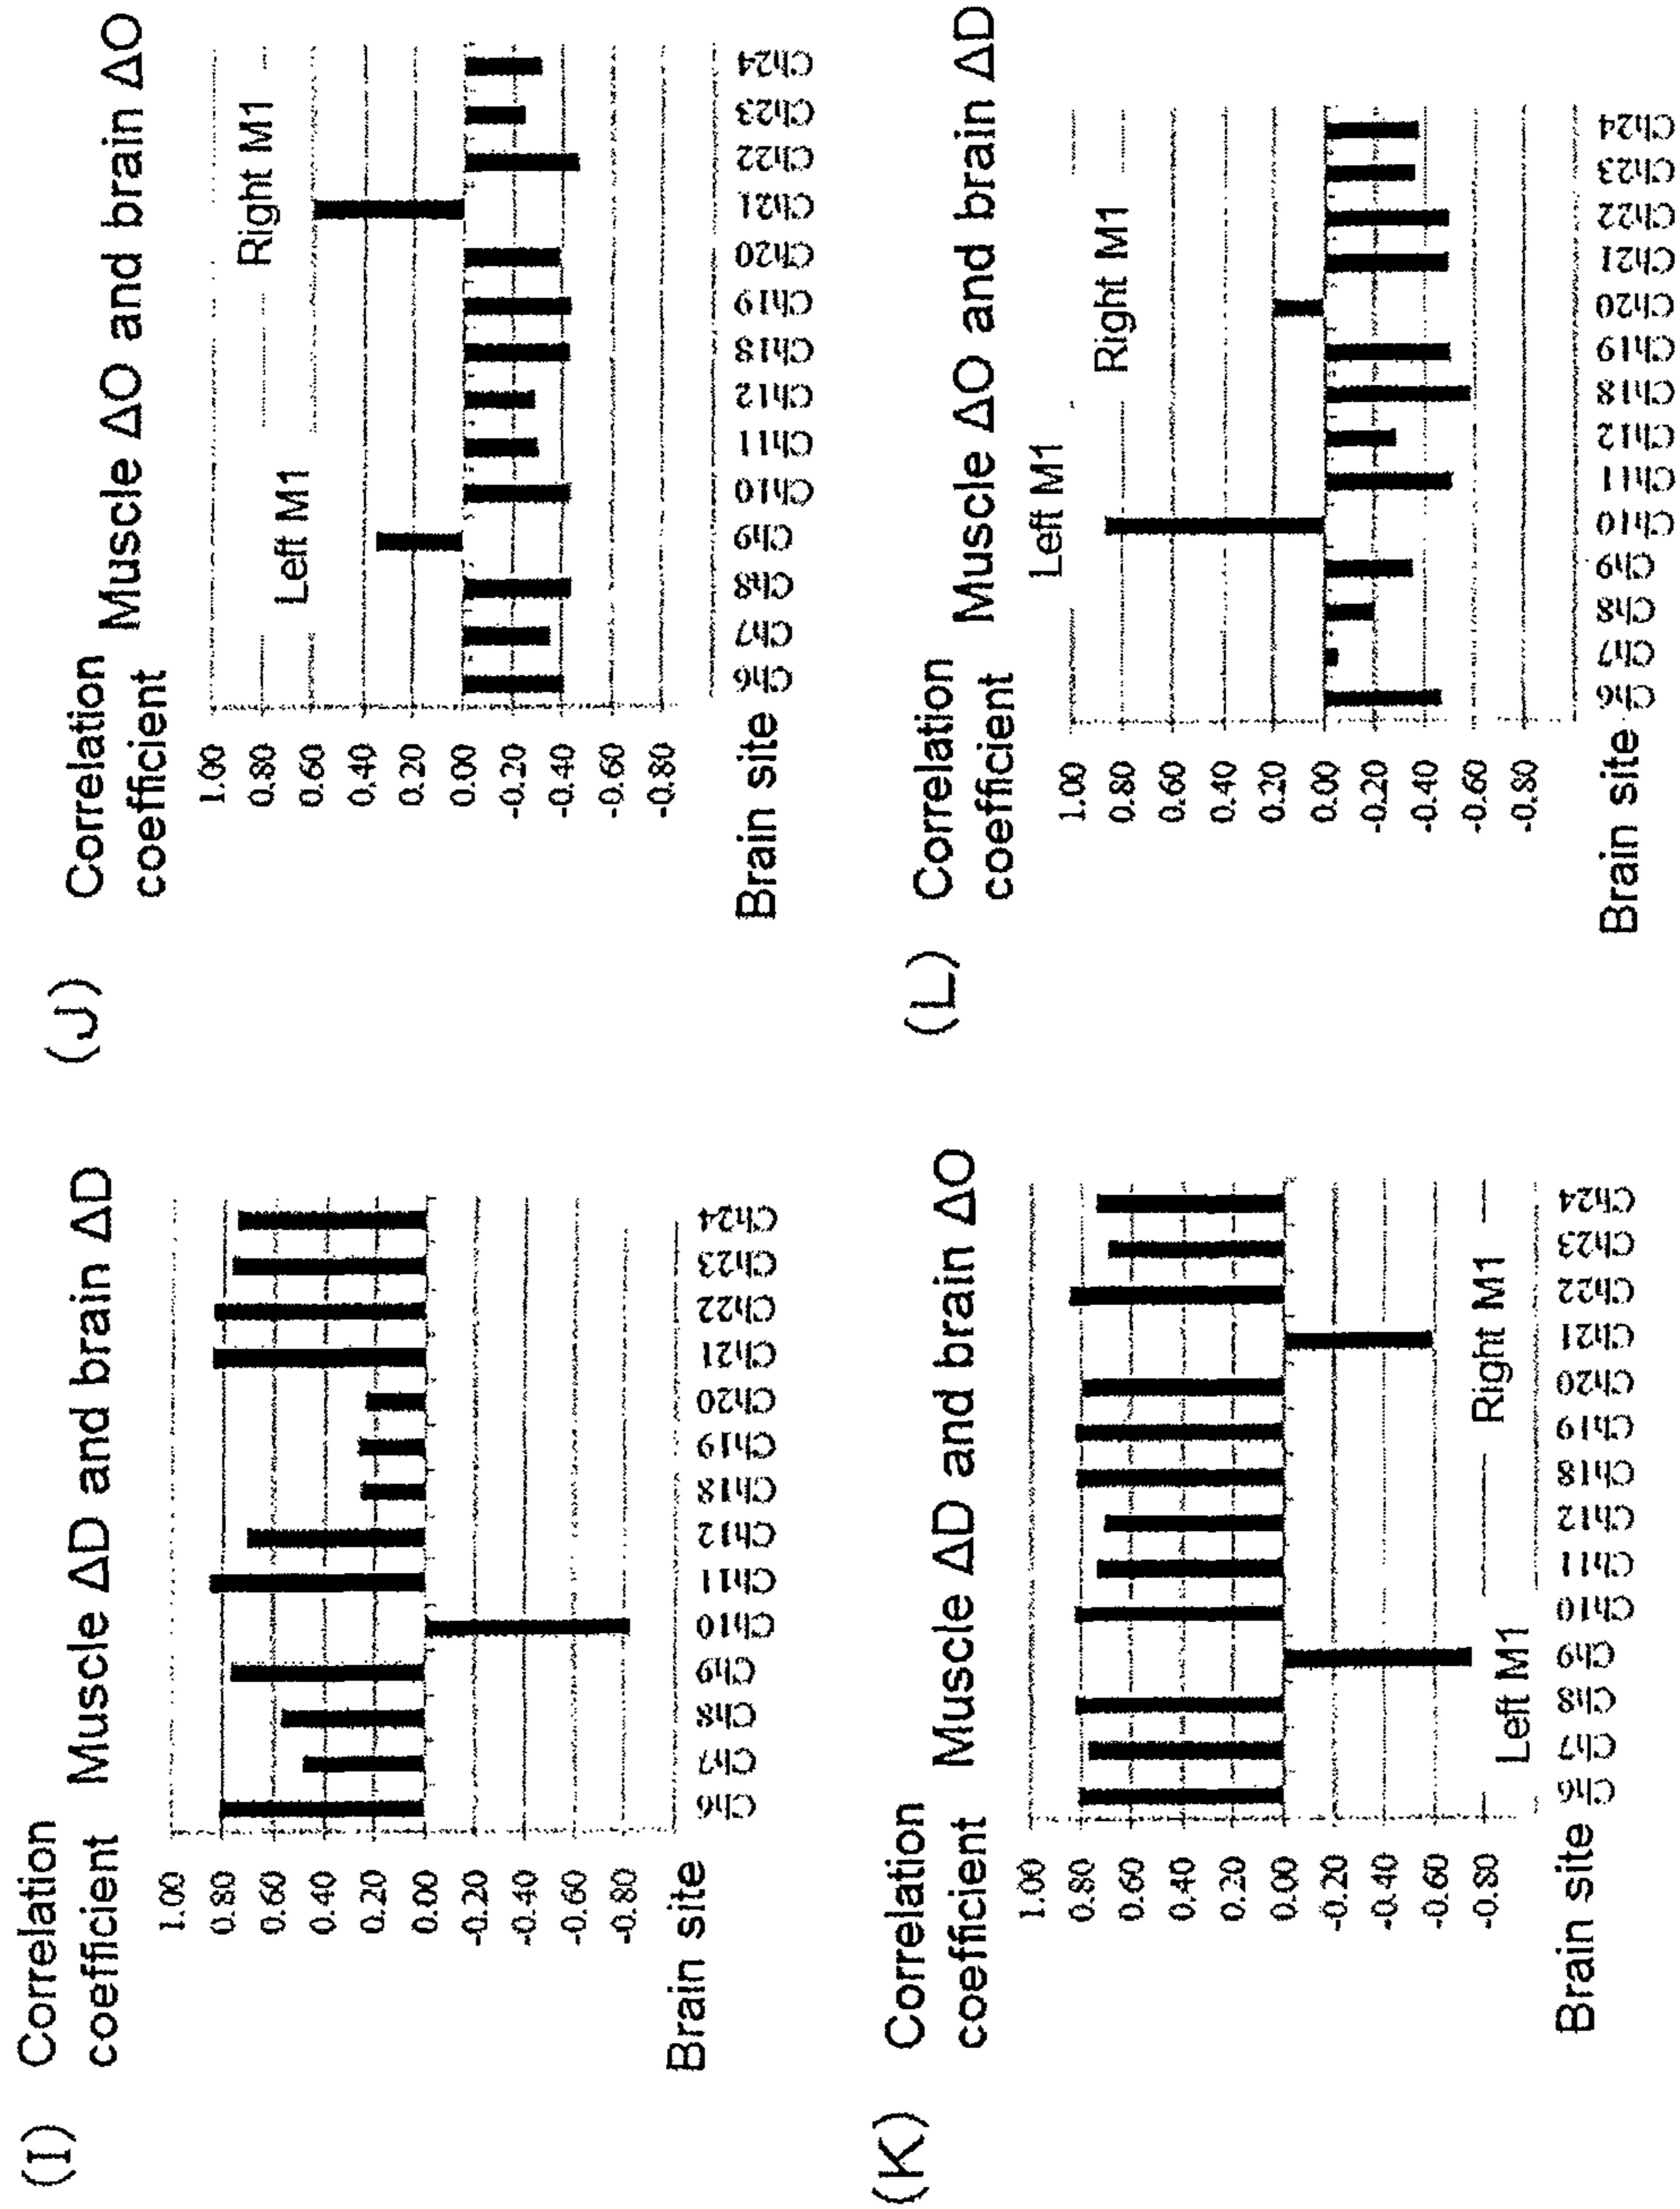 (I) Correlation
coefficient
Muscle ΔD and brain ΔD
1.00
0.80
0.60
0.40
0.20
0.00
-0.20
-0.40
-0.60
-0.80
Brain site
Ch6 Ch7 Ch8 Ch9 Ch10 Ch11 Ch12 Ch18 Ch19 Ch20 Ch21 Ch22 Ch23 Ch24
(J) Correlation
coefficient
Muscle ΔO and brain ΔO
1.00
0.80
0.60
0.40
0.20
0.00
-0.20
-0.40
-0.60
-0.80
Left M1
Right M1
Brain site
Ch6 Ch7 Ch8 Ch9 Ch10 Ch11 Ch12 Ch18 Ch19 Ch20 Ch21 Ch22 Ch23 Ch24
(K) Correlation
coefficient
Muscle ΔD and brain ΔO
1.00
0.80
0.60
0.40
0.20
0.00
-0.20
-0.40
-0.60
-0.80
Left M1
Right M1
Brain site
Ch6 Ch7 Ch8 Ch9 Ch10 Ch11 Ch12 Ch18 Ch19 Ch20 Ch21 Ch22 Ch23 Ch24
(L) Correlation
coefficient
Muscle ΔO and brain ΔD
Left M1
Right M1
1.00
0.80
0.60
0.40
0.20
0.00
-0.20
-0.40
-0.60
-0.80
Brain site
Ch6 Ch7 Ch8 Ch9 Ch10 Ch11 Ch12 Ch18 Ch19 Ch20 Ch21 Ch22 Ch23 Ch24